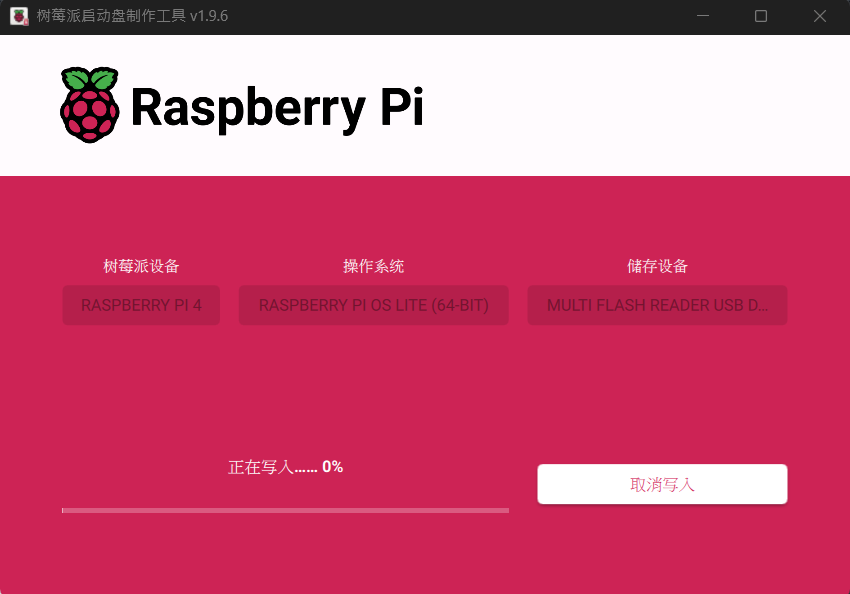 树莓派启动盘制作工具 v1.9.6
Raspberry Pi
树莓派设备
操作系统
储存设备
RASPBERRY PI 4
RASPBERRY PI OS LITE (64-BIT)
MULTI FLASH READER USB D...
正在写入...... 0%
取消写入